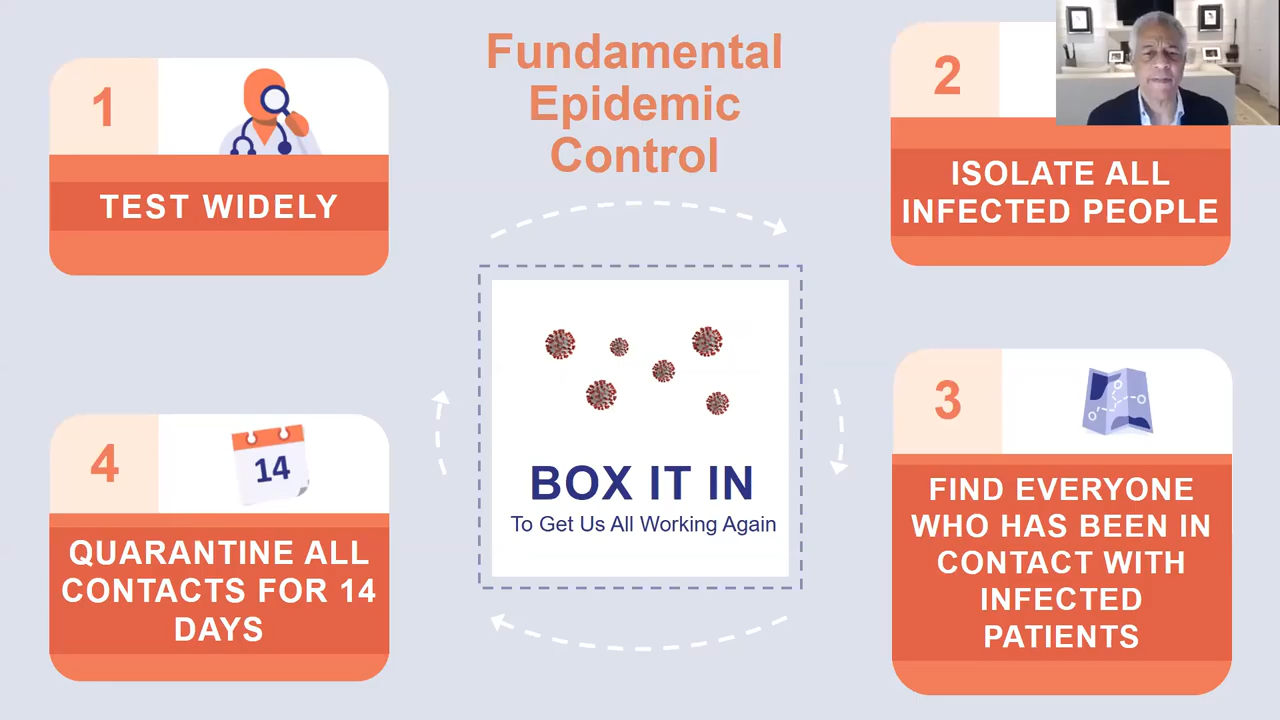 Fundamental
Epidemic
Control
1
TEST WIDELY
2
ISOLATE ALL
INFECTED PEOPLE
3
FIND EVERYONE
WHO HAS BEEN IN
CONTACT WITH
INFECTED
PATIENTS
4
14
QUARANTINE ALL
CONTACTS FOR 14
DAYS
BOX IT IN
To Get Us All Working Again